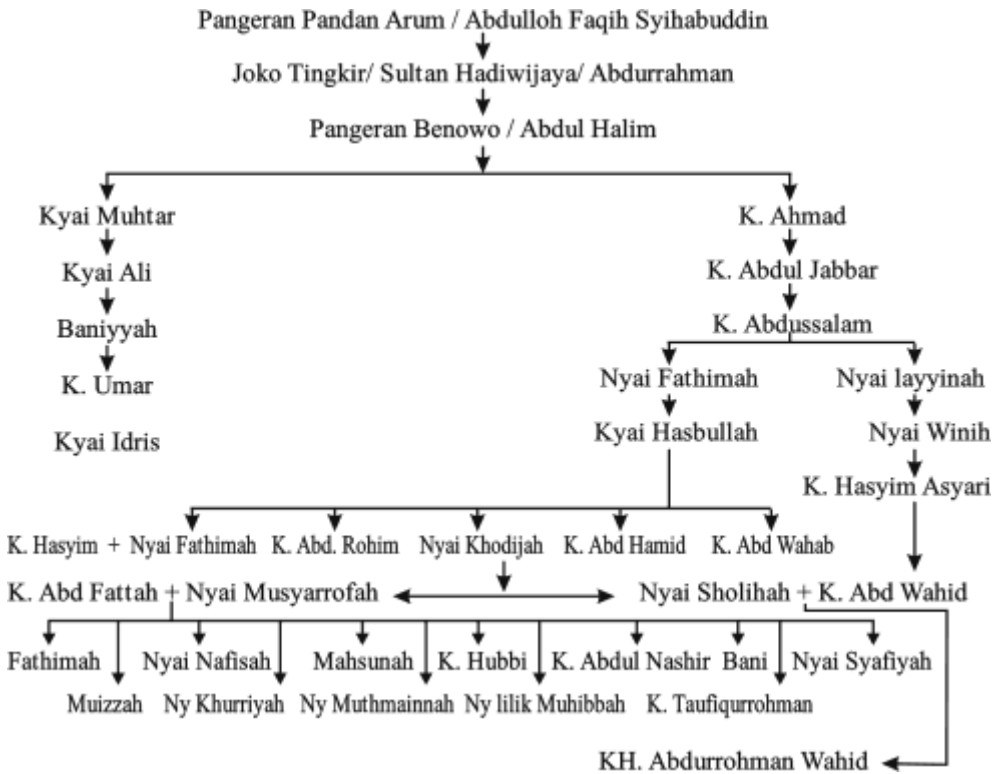 Pangeran Pandan Arum / Abdulloh Faqih Syihabuddin
Joko Tingkir/ Sultan Hadiwijaya/ Abdurrahman
Pangeran Benowo / Abdul Halim
Kyai Muhtar K. Ahmad
Kyai Ali K. Abdul Jabbar
Baniyyah K. Abdussalam
K. Umar Nyai Fathimah Nyai layyinah
Kyai Idris Kyai Hasbullah Nyai Winih
K. Hasyim Asyari
K. Hasyim + Nyai Fathimah K. Abd. Rohim Nyai Khodijah K. Abd Hamid K. Abd Wahab
K. Abd Fattah + Nyai Musyarrofah Nyai Sholihah + K. Abd Wahid
Fathimah Nyai Nafisah Mahsunah K. Hubbi K. Abdul Nashir Bani Nyai Syafiyah
Muizzah Ny Khurriyah Ny Muthmainnah Ny lilik Muhibbah K. Taufiqurrohman
KH. Abdurrohman Wahid